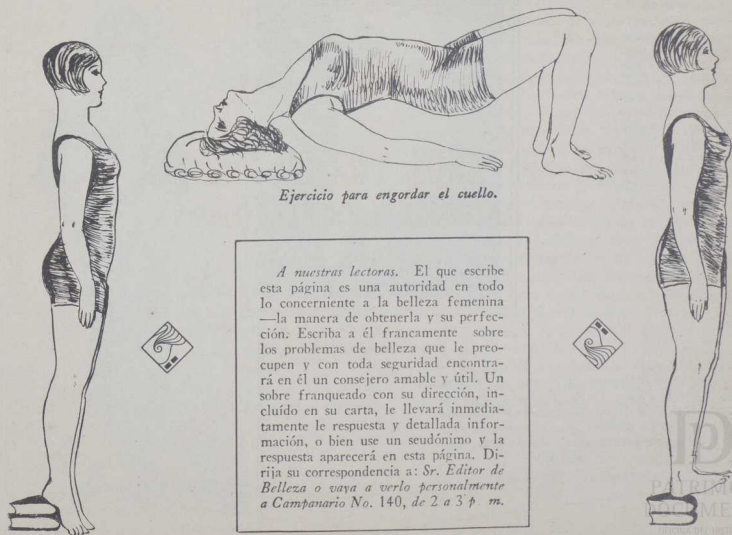 Ejercicio para engordar el cuello.
A nuestras lectoras. El que escribe
esta página es una autoridad en todo
lo concerniente a la belleza femenina
—la manera de obtenerla y su perfec-
ción. Escriba a él francamente sobre
los problemas de belleza que le preo-
cupen y con toda seguridad encontra-
rá en él un consejero amable y útil. Un
sobre franqueado con su dirección, in-
cluído en su carta, le llevará inmedia-
tamente le respuesta y detallada infor-
mación, o bien use un seudónimo y la
respuesta aparecerá en esta página. Di-
rija su correspondencia a: Sr. Editor de
Belleza o vaya a verlo personalmente
a Campanario No. 140, de 2 a 3 p. m.